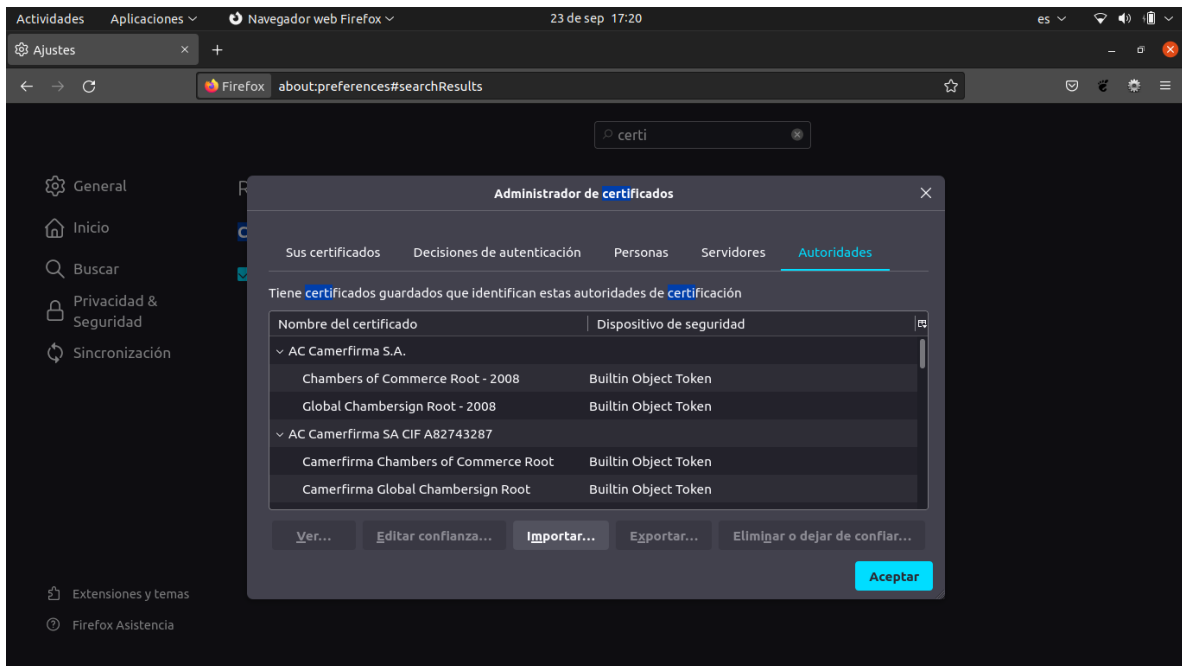 Actividades Aplicaciones Navegador web Firefox 23 de sep 17:20 es
Ajustes
Firefox about:preferences#searchResults
certi
General
Inicio
Buscar
Privacidad &
Seguridad
Sincronización
R
C
Administrador de certificados
Sus certificados Decisiones de autenticación Personas Servidores Autoridades
Tiene certificados guardados que identifican estas autoridades de certificación
Nombre del certificado Dispositivo de seguridad
AC Camerfirma S.A.
Chambers of Commerce Root - 2008 Builtin Object Token
Global Chambersign Root - 2008 Builtin Object Token
AC Camerfirma SA CIF A82743287
Camerfirma Chambers of Commerce Root Builtin Object Token
Camerfirma Global Chambersign Root Builtin Object Token
Ver... Editar confianza... Importar... Exportar... Eliminar o dejar de confiar...
Aceptar
Extensiones y temas
Firefox Asistencia